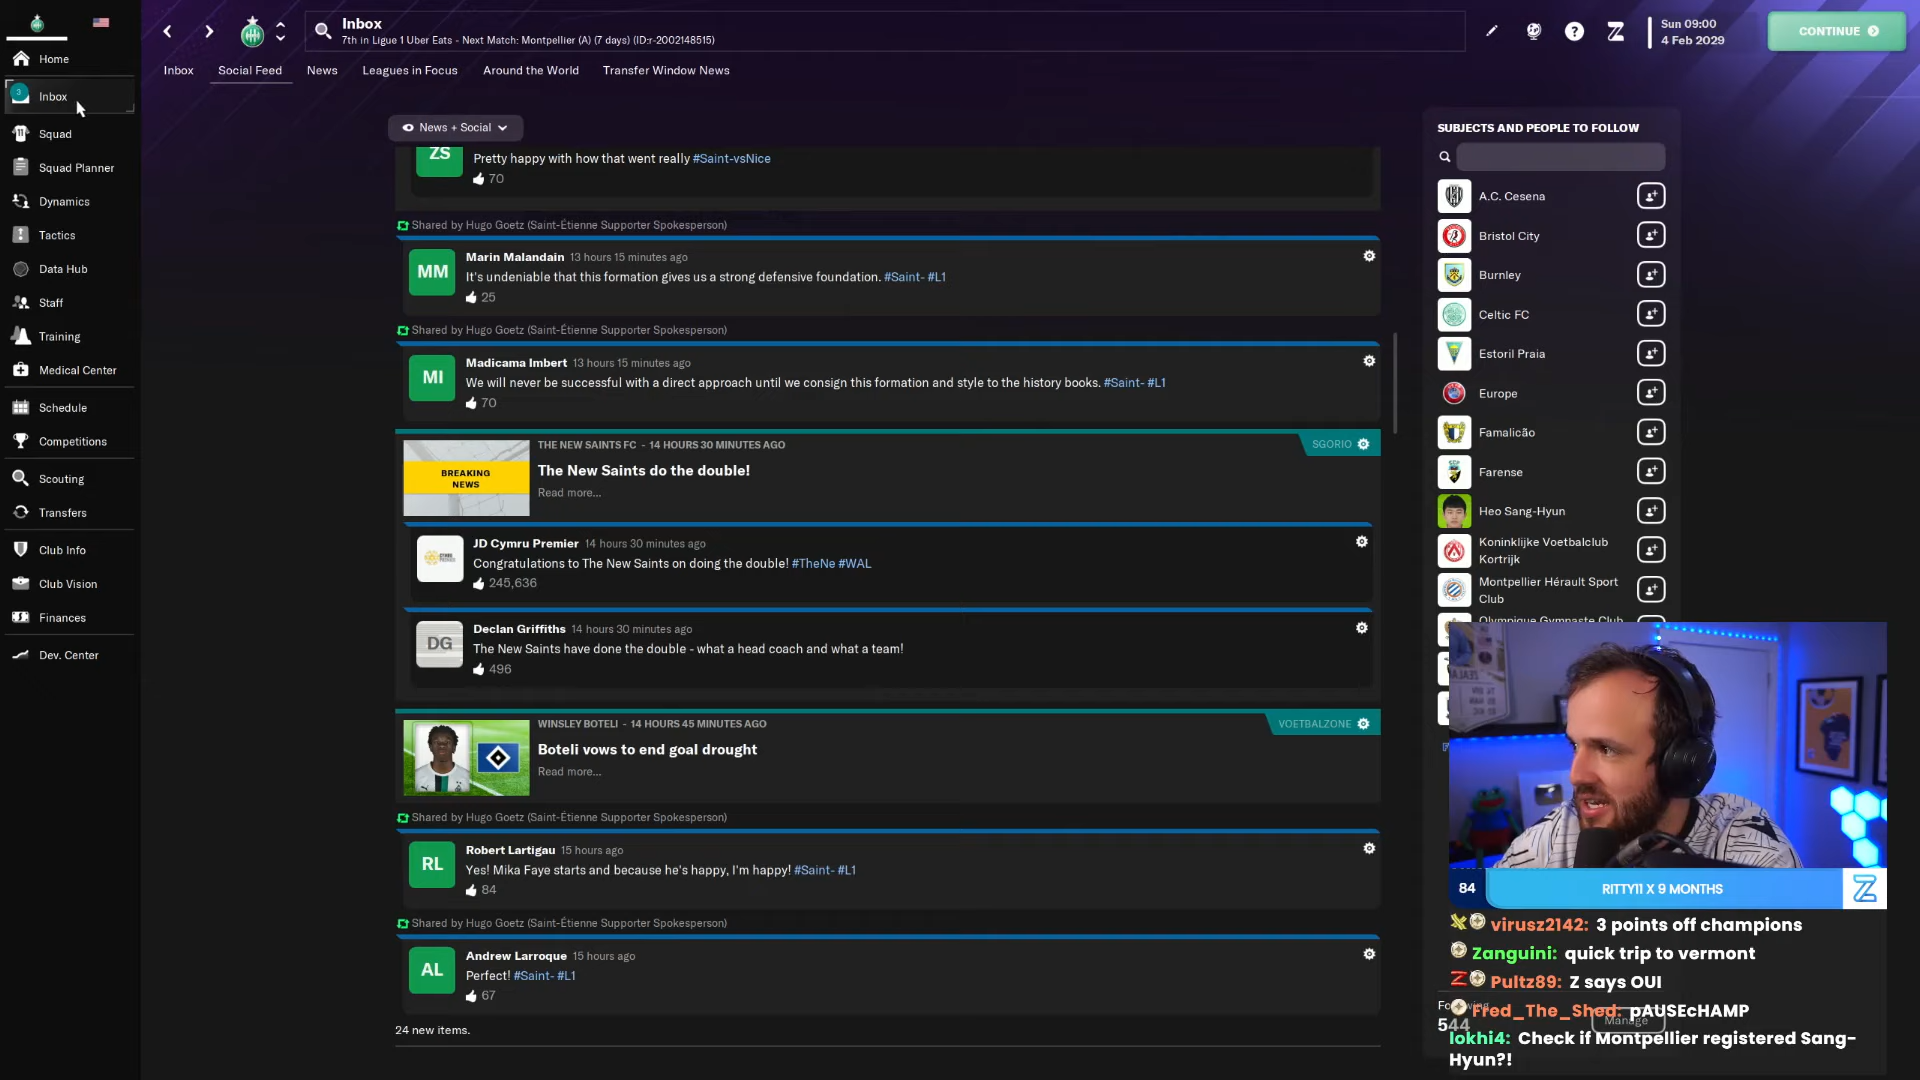 Inbox
7th in Ligue 1 Uber Eats - Next Match: Montpellier (A) (7 days) (ID:r-2002148515)
Sun 09:00
4 Feb 2029
CONTINUE
Inbox
Social Feed
News
Leagues in Focus
Around the World
Transfer Window News
Home
3
Inbox
Squad
Squad Planner
Dynamics
Tactics
Data Hub
Staff
Training
Medical Center
Schedule
Competitions
Scouting
Transfers
Club Info
Club Vision
Finances
Dev. Center
News + Social
ZS
Pretty happy with how that went really #Saint-vsNice
70
Shared by Hugo Goetz (Saint-Étienne Supporter Spokesperson)
MM
Marin Malandain 13 hours 15 minutes ago
It's undeniable that this formation gives us a strong defensive foundation. #Saint- #L1
25
Shared by Hugo Goetz (Saint-Étienne Supporter Spokesperson)
MI
Madicama Imbert 13 hours 15 minutes ago
We will never be successful with a direct approach until we consign this formation and style to the history books. #Saint- #L1
70
BREAKING
NEWS
THE NEW SAINTS FC - 14 HOURS 30 MINUTES AGO
SGORIO
The New Saints do the double!
Read more...
JD Cymru Premier 14 hours 30 minutes ago
Congratulations to The New Saints on doing the double! #TheNe #WAL
245,636
DG
Declan Griffiths 14 hours 30 minutes ago
The New Saints have done the double - what a head coach and what a team!
496
WINSLEY BOTELI - 14 HOURS 45 MINUTES AGO
VOETBALZONE
Boteli vows to end goal drought
Read more...
Shared by Hugo Goetz (Saint-Étienne Supporter Spokesperson)
RL
Robert Lartigau 15 hours ago
Yes! Mika Faye starts and because he's happy, I'm happy! #Saint- #L1
84
Shared by Hugo Goetz (Saint-Étienne Supporter Spokesperson)
AL
Andrew Larroque 15 hours ago
Perfect! #Saint- #L1
67
24 new items.
SUBJECTS AND PEOPLE TO FOLLOW
A.C. Cesena
Bristol City
Burnley
Celtic FC
Estoril Praia
Europe
Famalicão
Farense
Heo Sang-Hyun
Koninklijke Voetbalclub
Kortrijk
Montpellier Hérault Sport
Club
Olympique Gymnaste Club
84
RITTY11 X 9 MONTHS
Z
virusz2142: 3 points off champions
Zanguini: quick trip to vermont
Pultz89: Z says OUI
Fred_The_Shed: pAUSEcHAMP
544
Manage
lokhi4: Check if Montpellier registered Sang-
Hyun?!